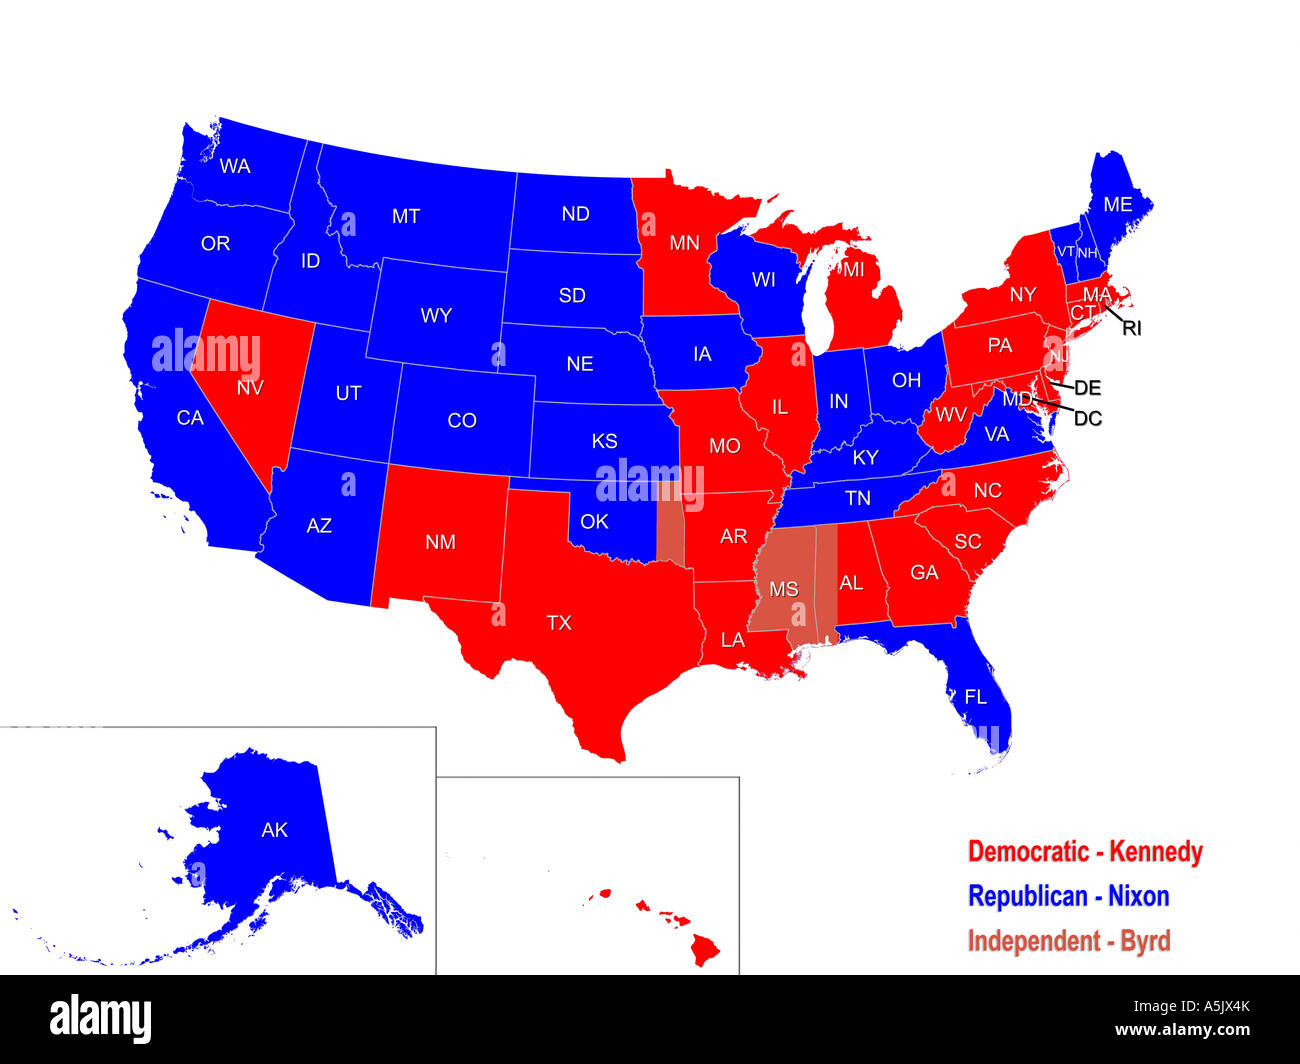 WA
MT
ND
MN
ME
OR
ID
SD
WI
MI
VT
NH
WY
NY
MA
CT
RI
IA
NE
PA
NJ
NV
UT
CO
OH
DE
CA
IL
IN
MD
DC
KS
MO
WV
VA
KY
AZ
NM
OK
TN
NC
AR
SC
MS
AL
GA
TX
LA
FL
AK
Democratic - Kennedy
Republican - Nixon
Independent - Byrd
a
a
a
a
a
a
a
a
a
a
a
a
alamy
alamy
alamy
alamy
Image ID: A5JX4K
www.alamy.com